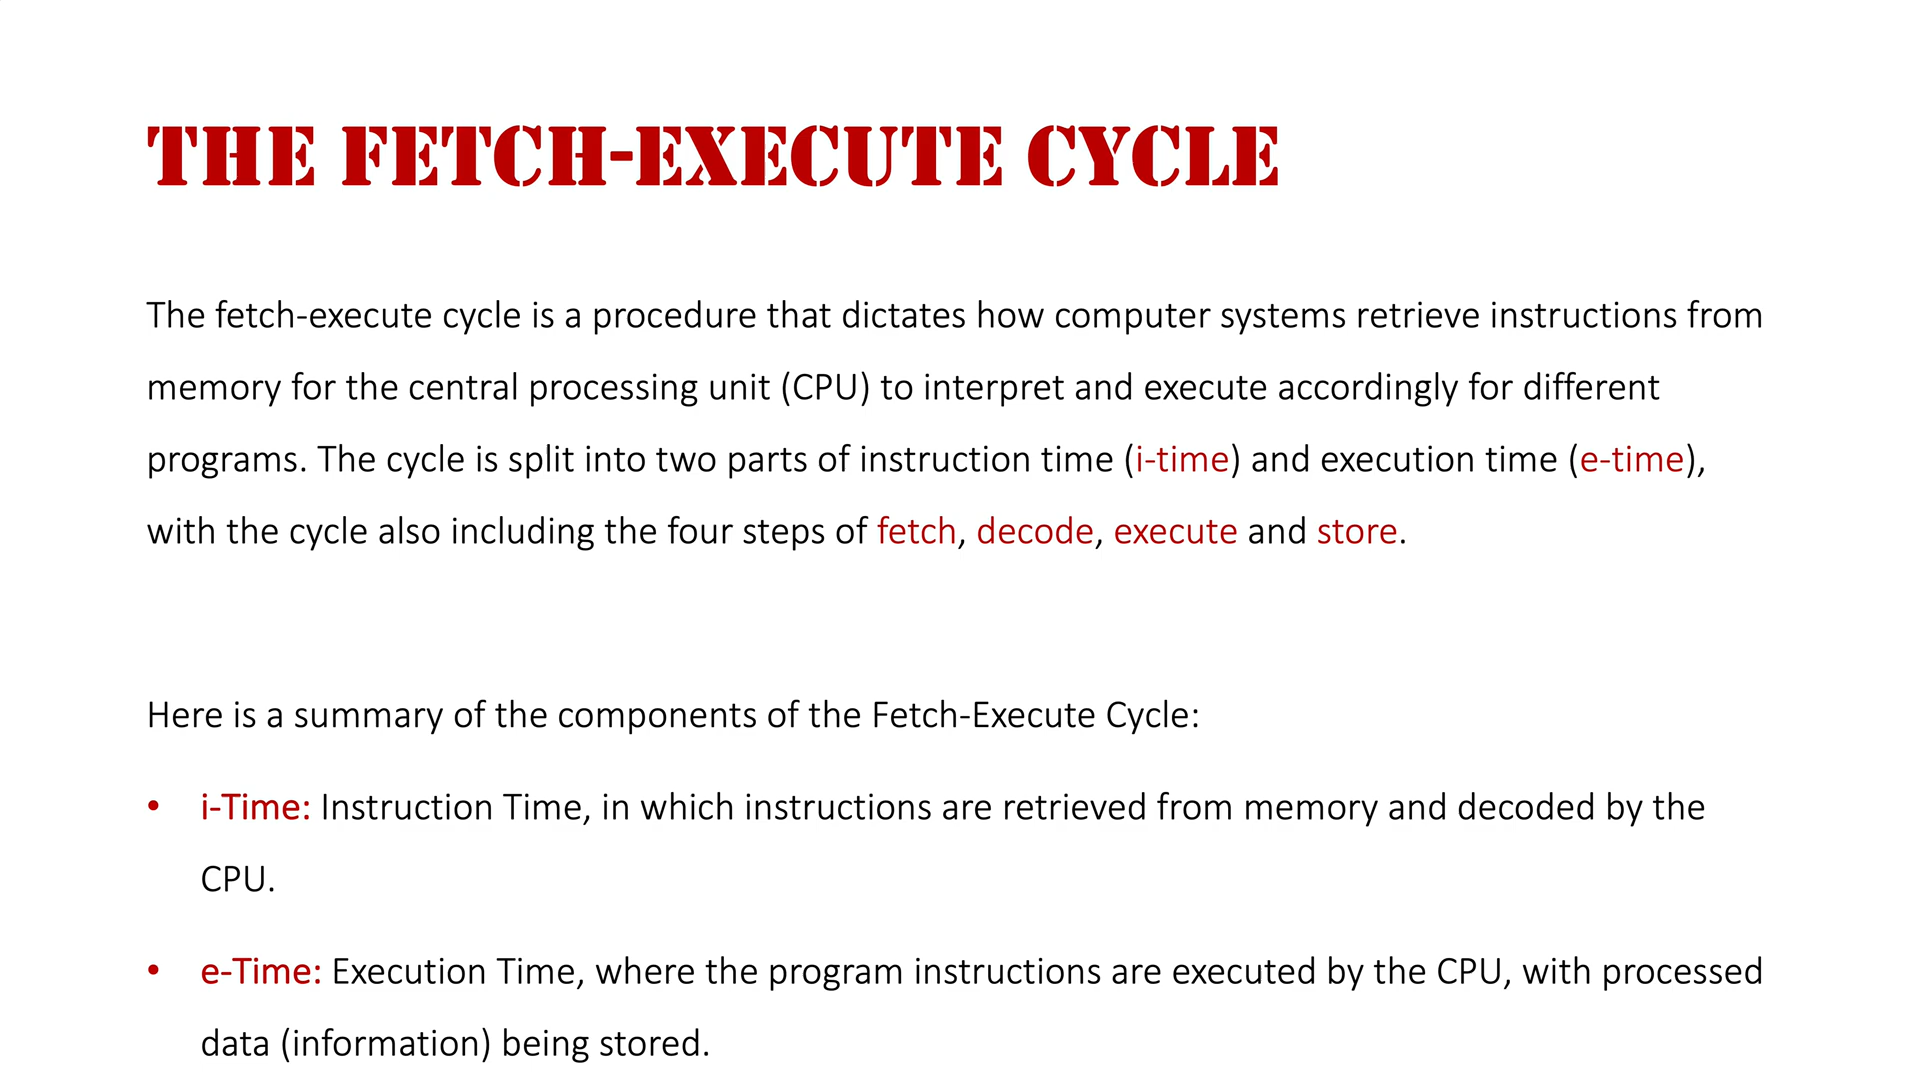 THE FETCH-EXECUTE CYCLE
The fetch-execute cycle is a procedure that dictates how computer systems retrieve instructions from
memory for the central processing unit (CPU) to interpret and execute accordingly for different
programs. The cycle is split into two parts of instruction time (i-time) and execution time (e-time),
with the cycle also including the four steps of fetch, decode, execute and store.
Here is a summary of the components of the Fetch-Execute Cycle:
• i-Time: Instruction Time, in which instructions are retrieved from memory and decoded by the
CPU.
• e-Time: Execution Time, where the program instructions are executed by the CPU, with processed
data (information) being stored.